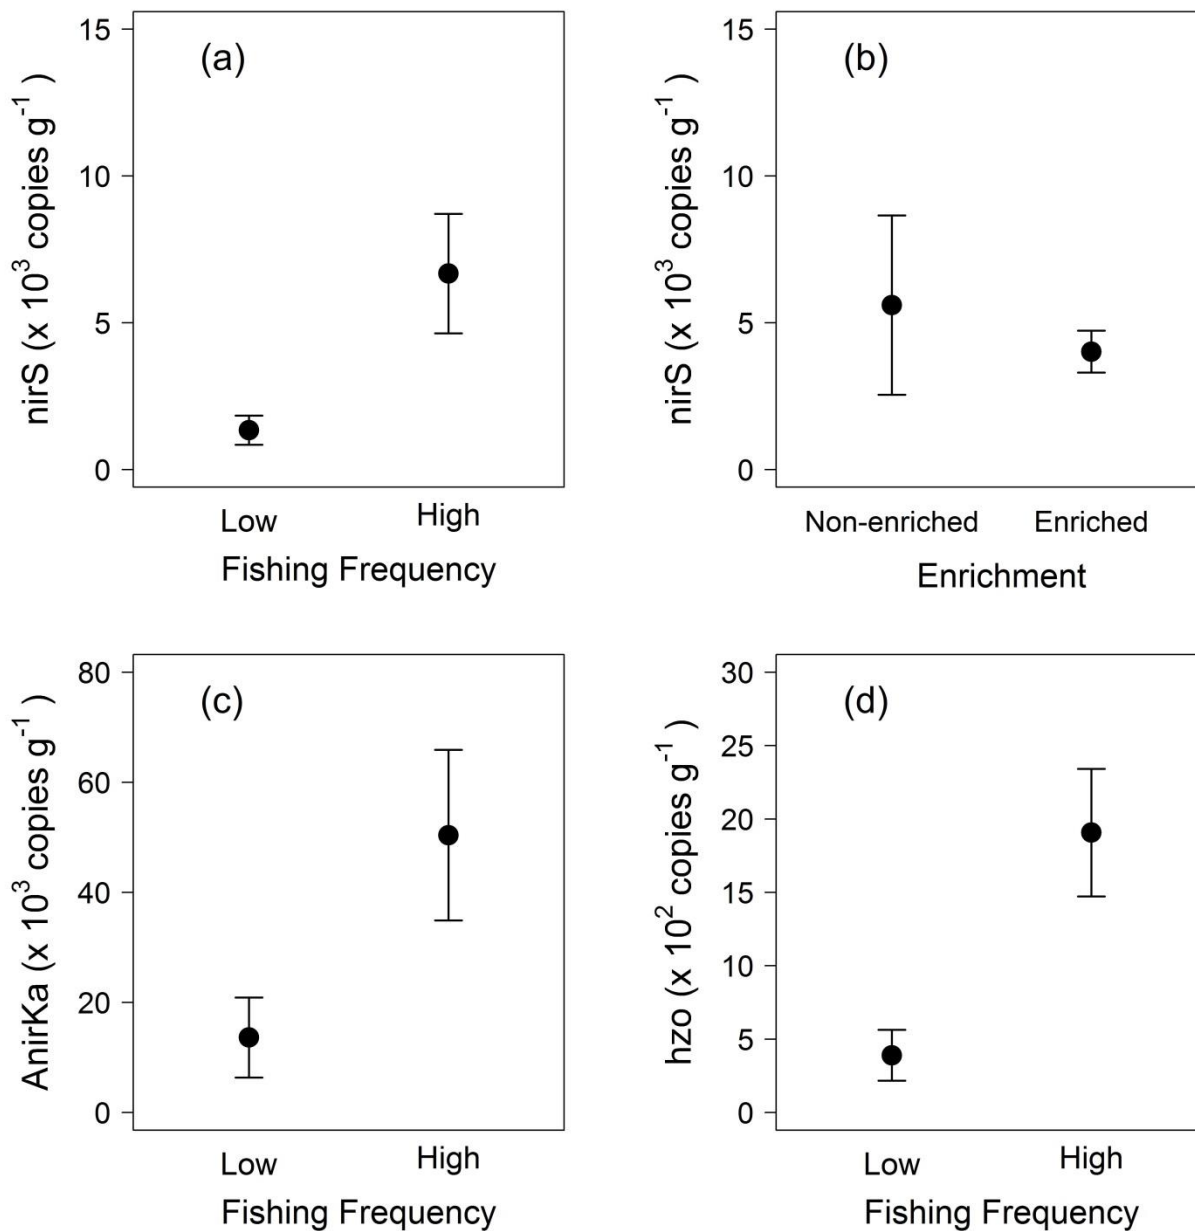 (a)
nirS (x 10³ copies g⁻¹ )
15
10
5
0
Low
High
Fishing Frequency
(b)
nirS (x 10³ copies g⁻¹ )
15
10
5
0
Non-enriched
Enriched
Enrichment
(c)
AnirKa (x 10³ copies g⁻¹ )
80
60
40
20
0
Low
High
Fishing Frequency
(d)
hzo (x 10² copies g⁻¹ )
30
25
20
15
10
5
0
Low
High
Fishing Frequency